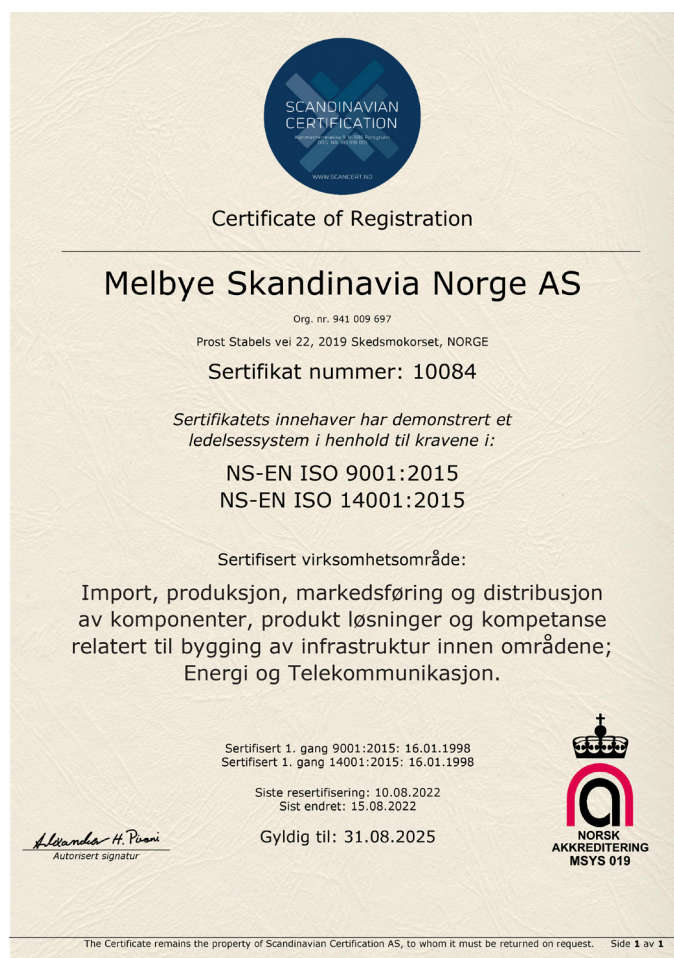 SCANDINAVIAN
CERTIFICATION
WWW.SCANCERT.NO
Certificate of Registration
Melbye Skandinavia Norge AS
Org. nr. 941 009 697
Prost Stabels vei 22, 2019 Skedsmokorset, NORGE
Sertifikat nummer: 10084
Sertifikatets innehaver har demonstrert et
ledelsessystem i henhold til kravene i:
NS-EN ISO 9001:2015
NS-EN ISO 14001:2015
Sertifisert virksomhetsområde:
Import, produksjon, markedsføring og distribusjon
av komponenter, produkt løsninger og kompetanse
relatert til bygging av infrastruktur innen områdene;
Energi og Telekommunikasjon.
Sertifisert 1. gang 9001:2015: 16.01.1998
Sertifisert 1. gang 14001:2015: 16.01.1998
Siste resertifisering: 10.08.2022
Sist endret: 15.08.2022
Gyldig til: 31.08.2025
Autorisert signatur
NORSK
AKKREDITERING
MSYS 019
The Certificate remains the property of Scandinavian Certification AS, to whom it must be returned on request. Side 1 av 1